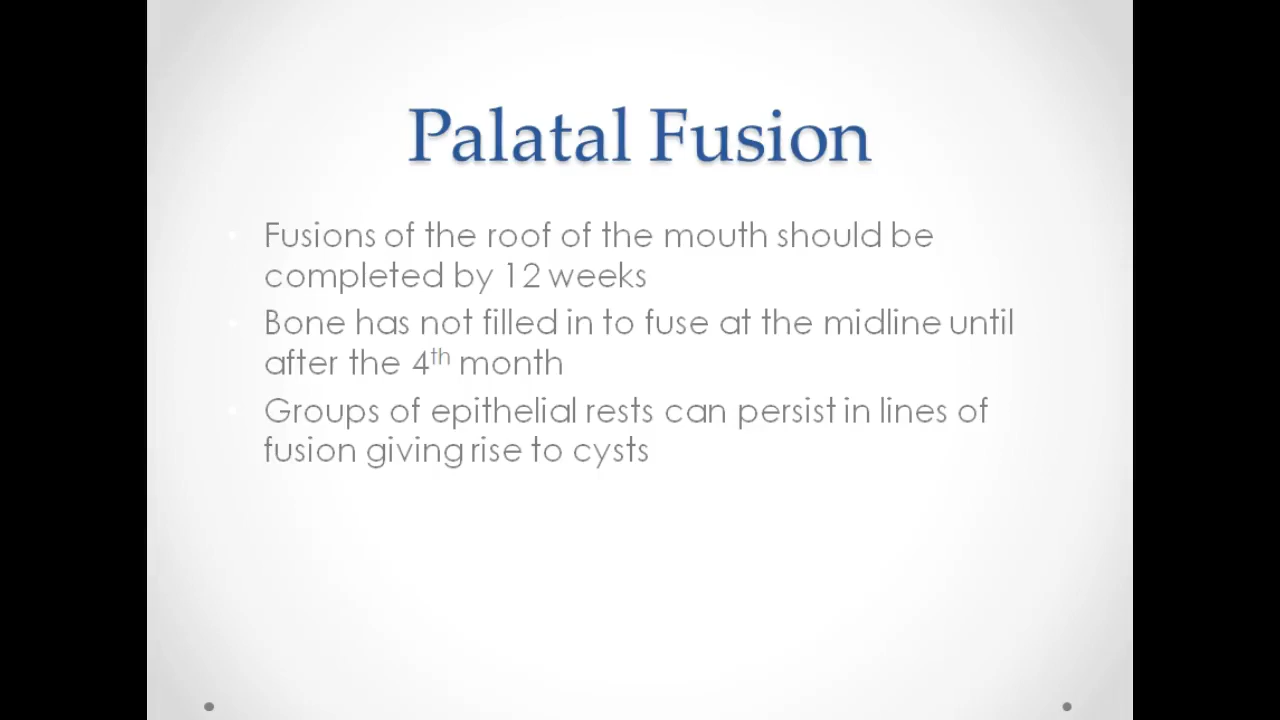 Palatal Fusion
Fusions of the roof of the mouth should be
completed by 12 weeks
Bone has not filled in to fuse at the midline until
after the 4th month
Groups of epithelial rests can persist in lines of
fusion giving rise to cysts